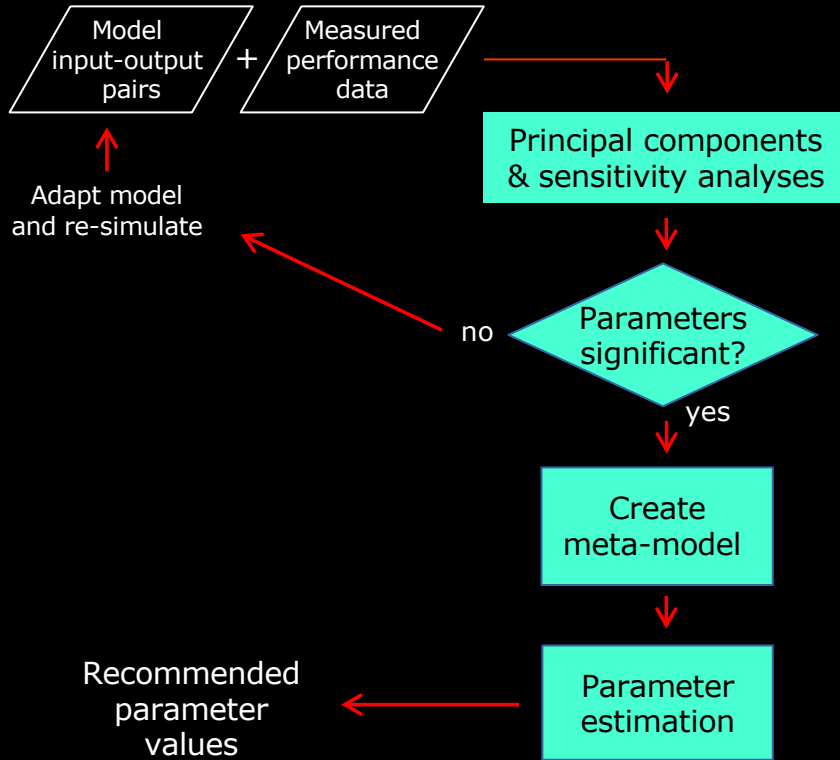 Model
input-output
pairs
+
Measured
performance
data
Principal components
& sensitivity analyses
Adapt model
and re-simulate
Parameters
significant?
no
yes
Create
meta-model
Parameter
estimation
Recommended
parameter
values